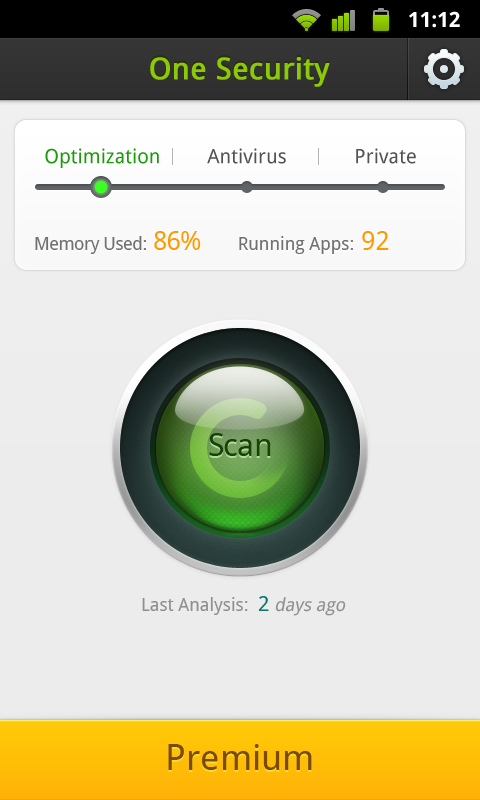 11:12
One Security
Optimization Antivirus Private
Memory Used: 86% Running Apps: 92
Scan
Last Analysis: 2 days ago
Premium